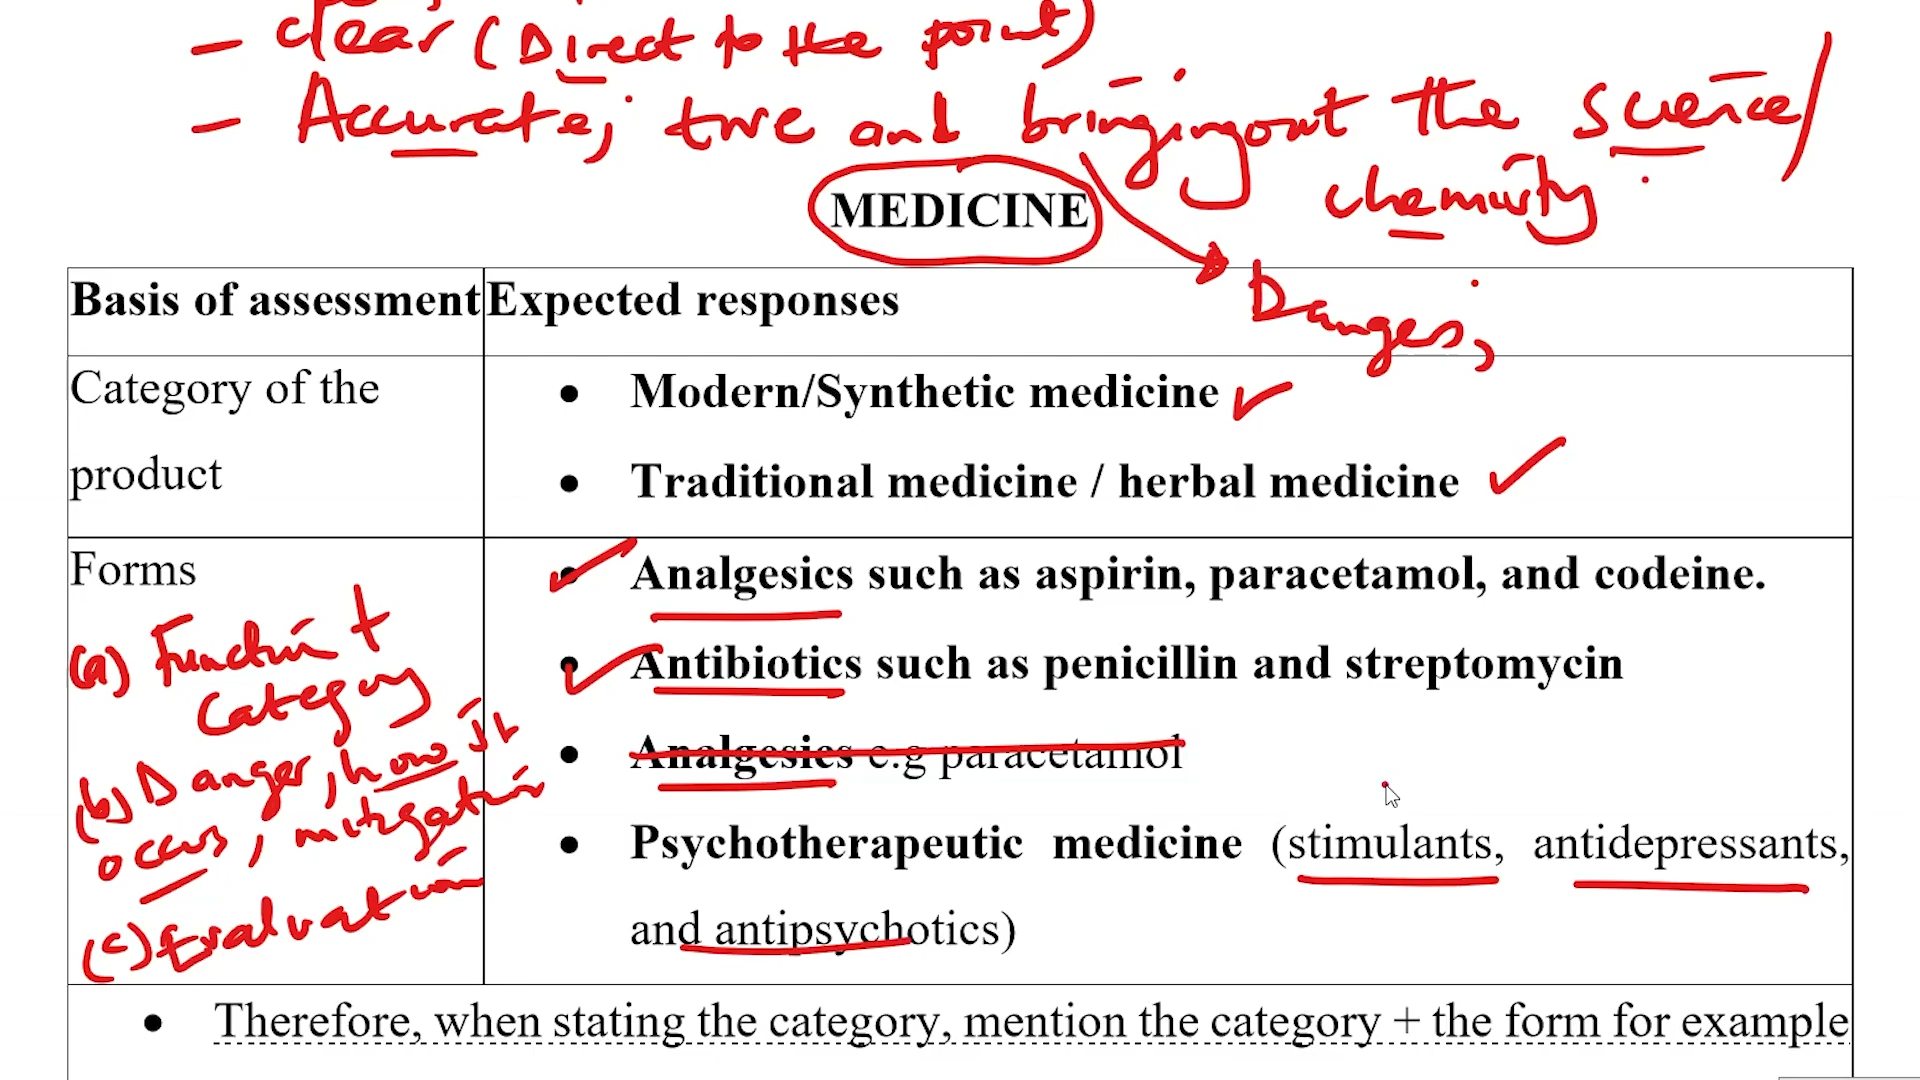 - clear (Direct to the point)
- Accurate; true and bringing out the science/
chemistry
MEDICINE
Dangers;
Basis of assessment Expected responses
Category of the
product
• Modern/Synthetic medicine ✓
• Traditional medicine / herbal medicine ✓
Forms
(a) Function +
Category
(b) Danger, how it
occurs, mitigation
(c) Evaluation
• Analgesics such as aspirin, paracetamol, and codeine.
• Antibiotics such as penicillin and streptomycin
• Analgesics e.g paracetamol
• Psychotherapeutic medicine (stimulants, antidepressants,
and antipsychotics)
• Therefore, when stating the category, mention the category + the form for example